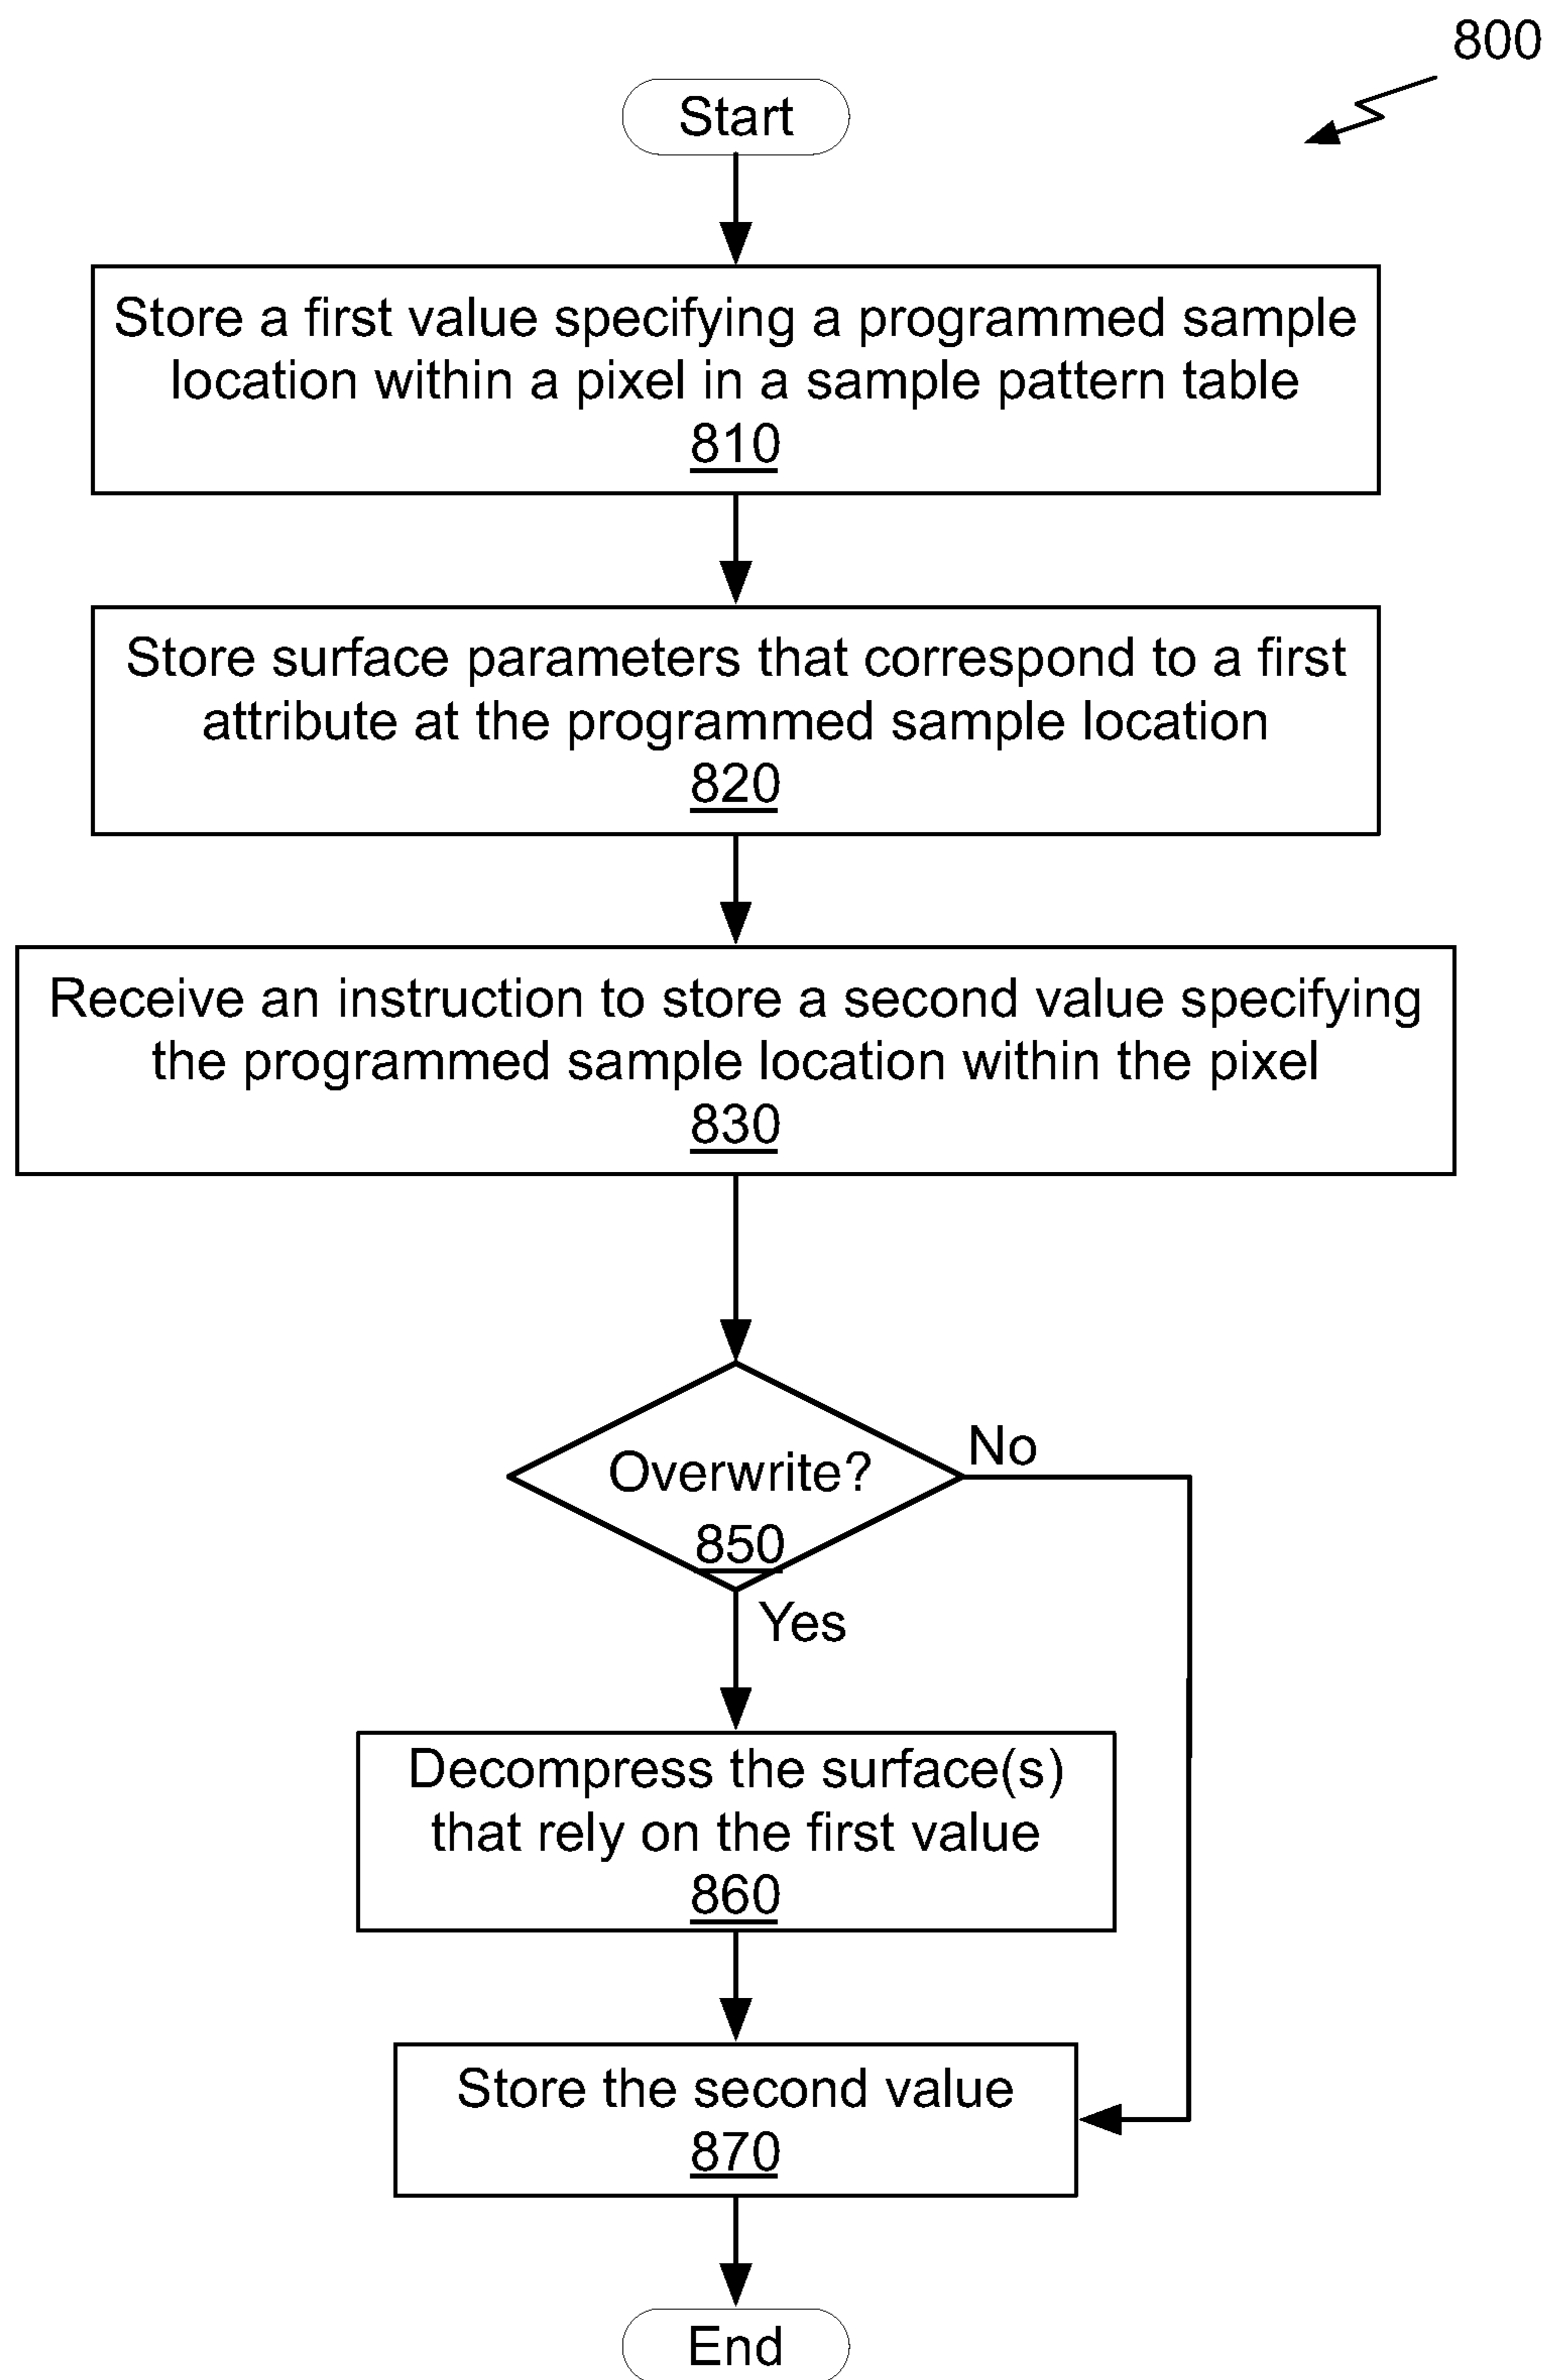 800
Start
Store a first value specifying a programmed sample
location within a pixel in a sample pattern table
810
Store surface parameters that correspond to a first
attribute at the programmed sample location
820
Receive an instruction to store a second value specifying
the programmed sample location within the pixel
830
Overwrite?
850
No
Yes
Decompress the surface(s)
that rely on the first value
860
Store the second value
870
End